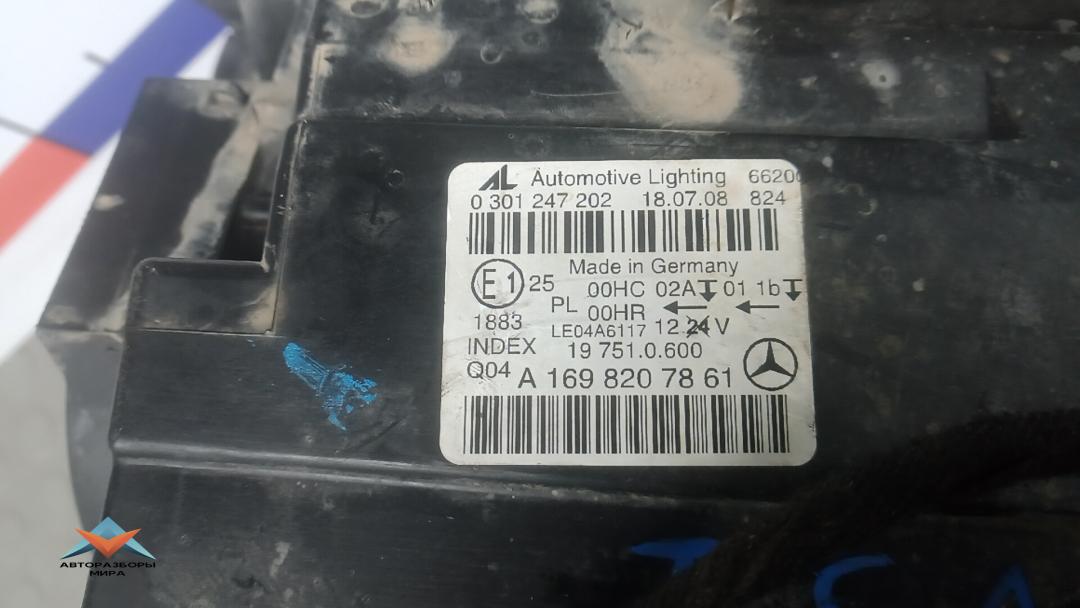 AL Automotive Lighting 6620
0 301 247 202 18.07.08 824
Made in Germany
E1 25 00HC 02A 01 1b
PL 00HR
1883 LE04A6117 12 24 V
INDEX 19 751.0.600
Q04 A 169 820 78 61
АВТОРАЗБОРЫ
МИРА